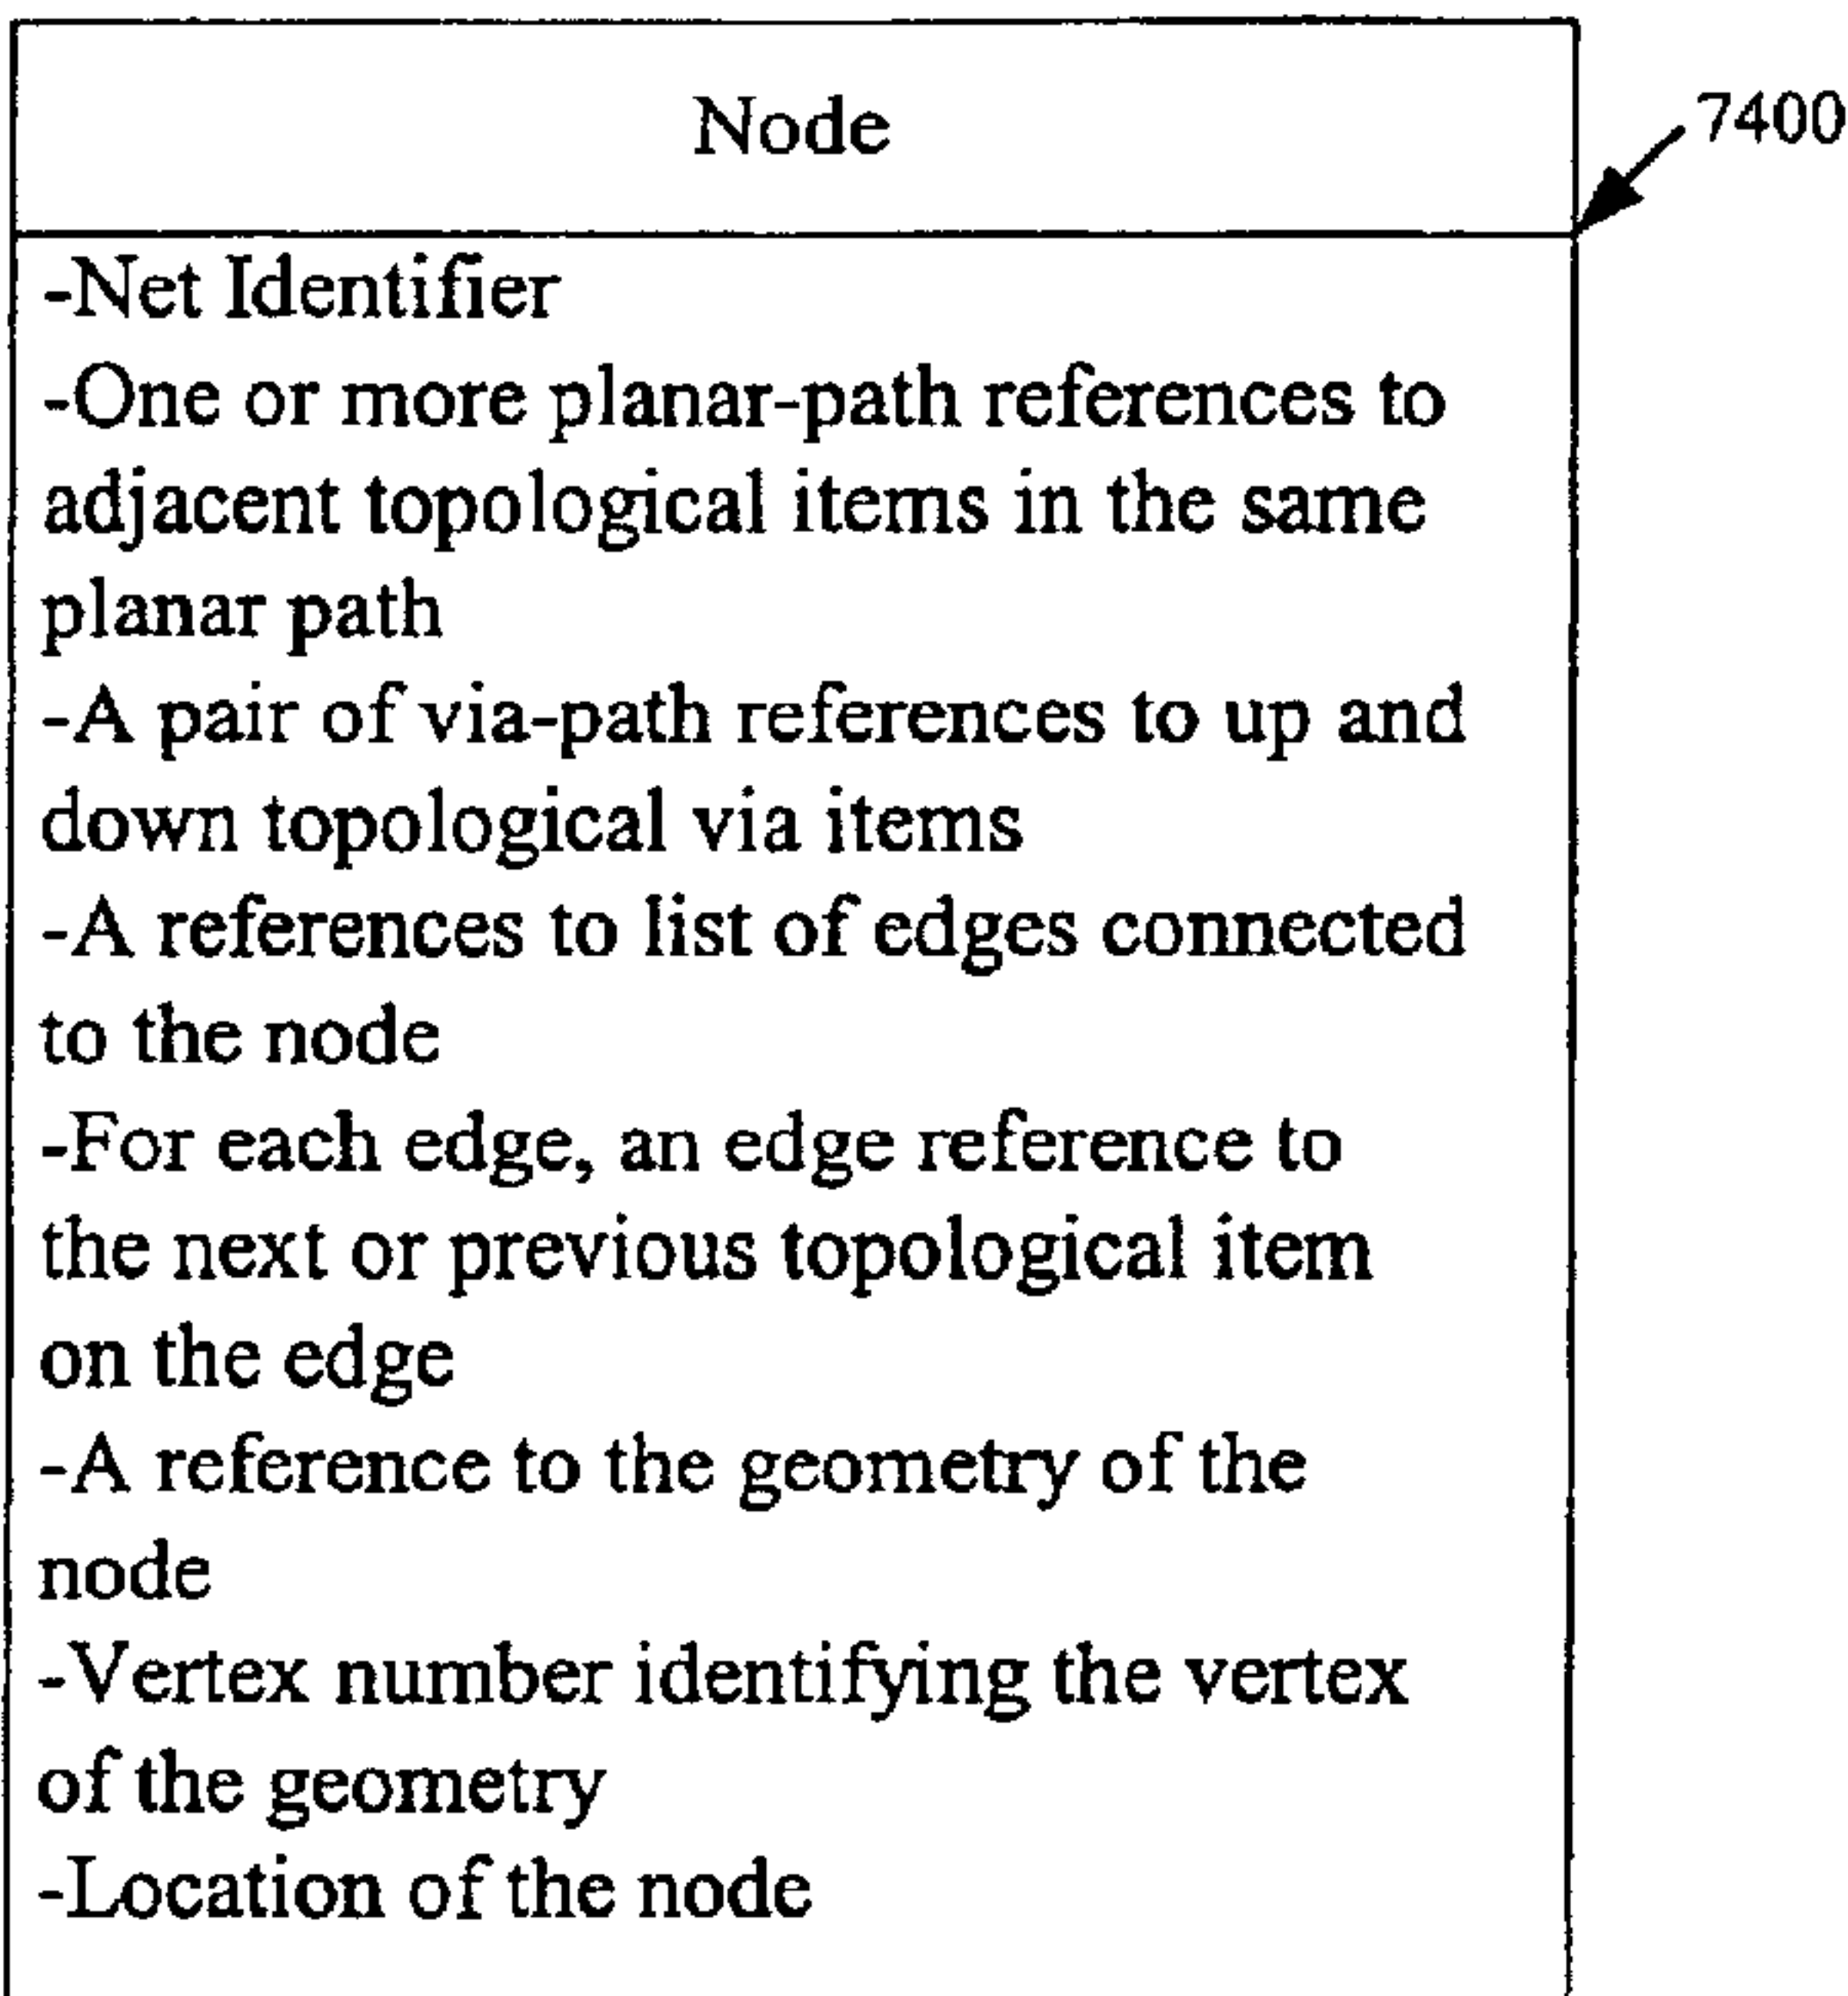 Node
7400
-Net Identifier
-One or more planar-path references to
adjacent topological items in the same
planar path
-A pair of via-path references to up and
down topological via items
-A references to list of edges connected
to the node
-For each edge, an edge reference to
the next or previous topological item
on the edge
-A reference to the geometry of the
node
-Vertex number identifying the vertex
of the geometry
-Location of the node